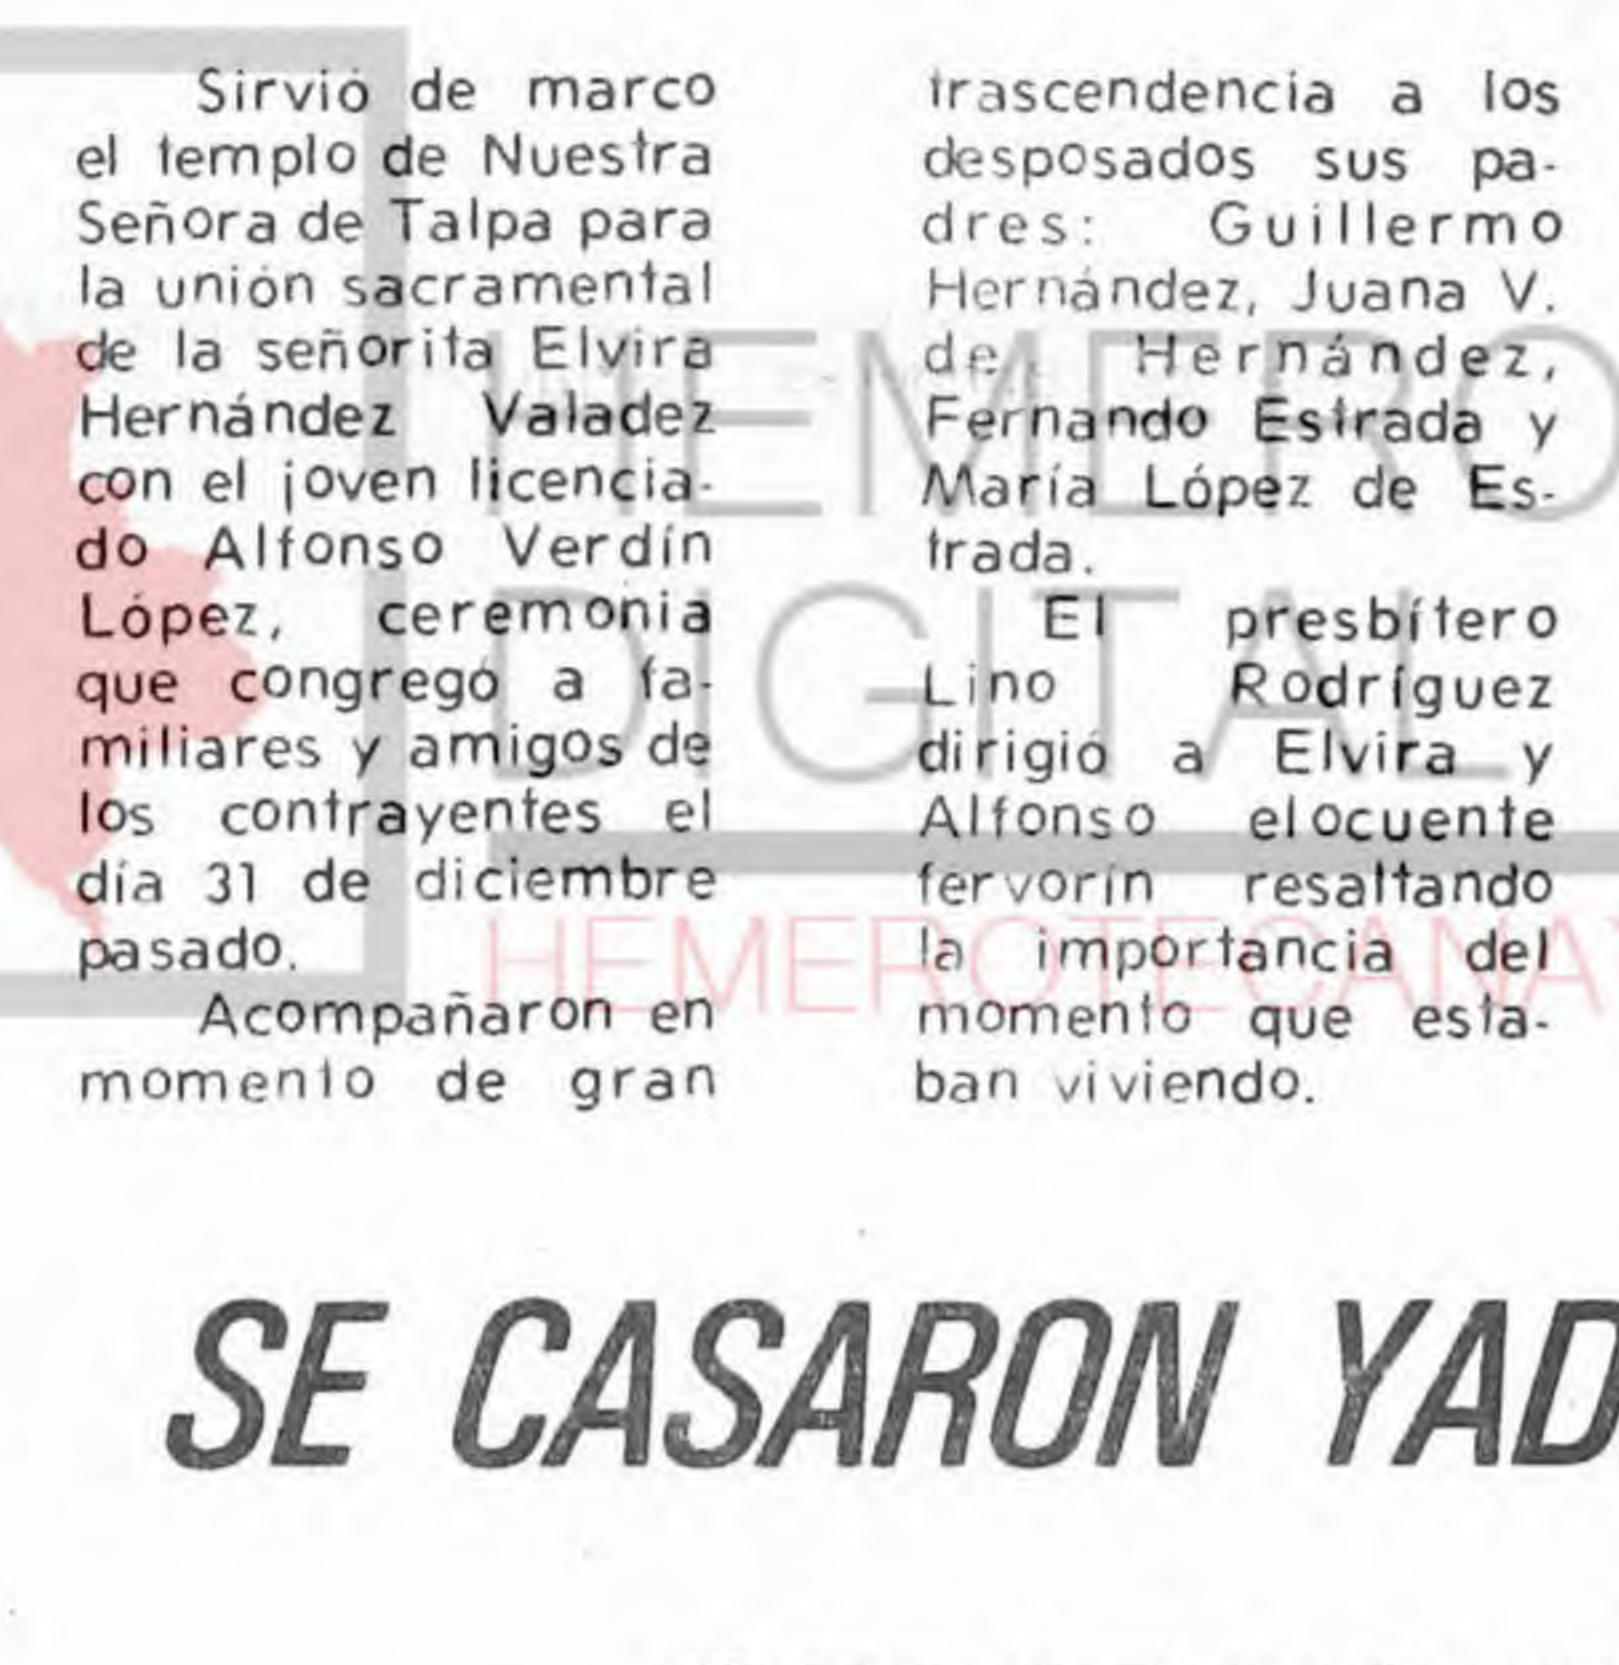 Sirvió de marco
el templo de Nuestra
Señora de Talpa para
la unión sacramental
de la señorita Elvira
Hernández Valadez
con el joven licencia-
do Alfonso Verdín
López, ceremonia
que congregó a fa-
miliares y amigos de
los contrayentes el
día 31 de diciembre
pasado.
Acompañaron en
momento de gran
trascendencia a los
desposados sus pa-
dres: Guillermo
Hernández, Juana V.
de Hernández,
Fernando Estrada y
María López de Es-
trada.
El presbítero
Lino Rodríguez
dirigió a Elvira y
Alfonso elocuente
fervorín resaltando
la importancia del
momento que esta-
ban viviendo.
HEMERO
DIGITAL
HEMEROTECANA
SE CASARON YAD